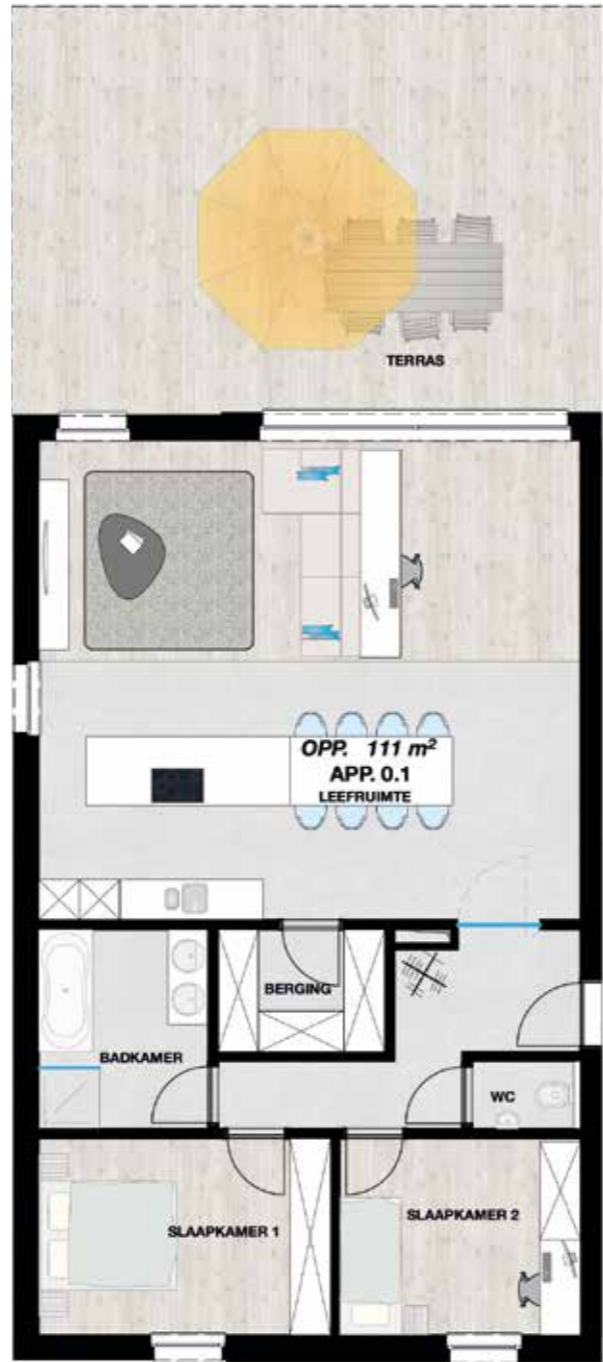 TERRAS
OPP. 111 m²
APP. 0.1
LEEFRUIMTE
BERGING
BADKAMER
WC
SLAAPKAMER 1
SLAAPKAMER 2